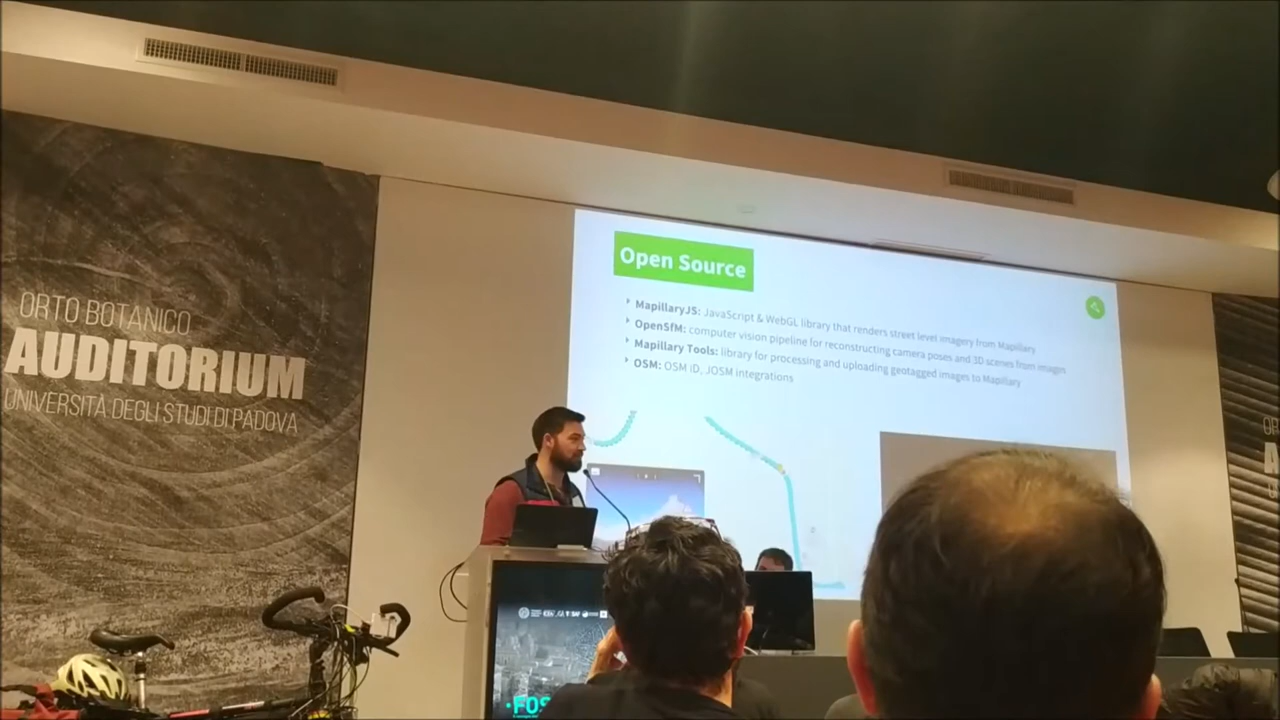 ORTO BOTANICO
AUDITORIUM
UNIVERSITÀ DEGLI STUDI DI PADOVA
Open Source
MapillaryJS: JavaScript & WebGL library that renders street level imagery from Mapillary
OpenSfM: computer vision pipeline for reconstructing camera poses and 3D scenes from images
Mapillary Tools: library for processing and uploading geotagged images to Mapillary
OSM: OSM iD, JOSM integrations
FOS